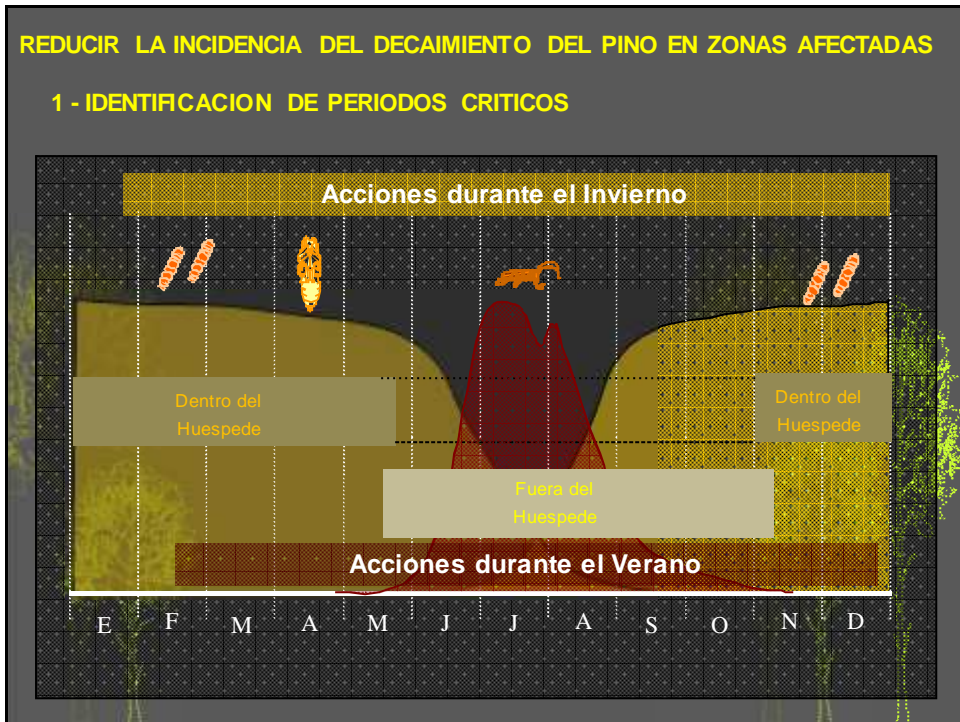 REDUCIR LA INCIDENCIA DEL DECAIMIENTO DEL PINO EN ZONAS AFECTADAS
1 - IDENTIFICACION DE PERIODOS CRITICOS
Acciones durante el Invierno
Dentro del
Huespede
Dentro del
Huespede
Fuera del
Huespede
Acciones durante el Verano
E F M A M J J A S O N D